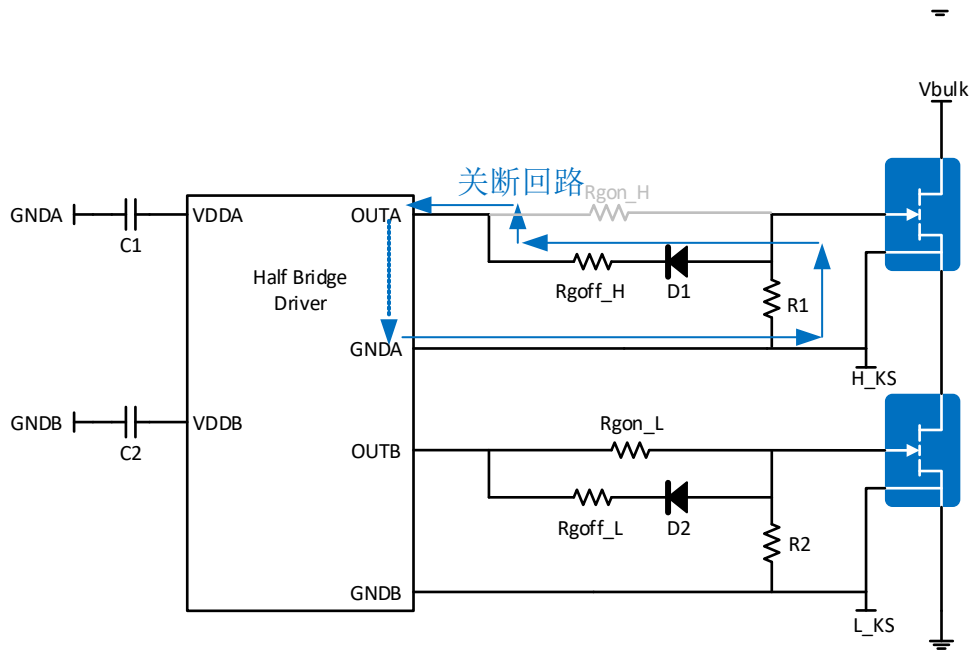 Vbulk
关断回路
Rgon_H
GNDA
VDDA
OUTA
C1
Half Bridge
Driver
Rgoff_H
D1
R1
GNDA
H_KS
GNDB
VDDB
C2
Rgon_L
OUTB
Rgoff_L
D2
R2
GNDB
L_KS